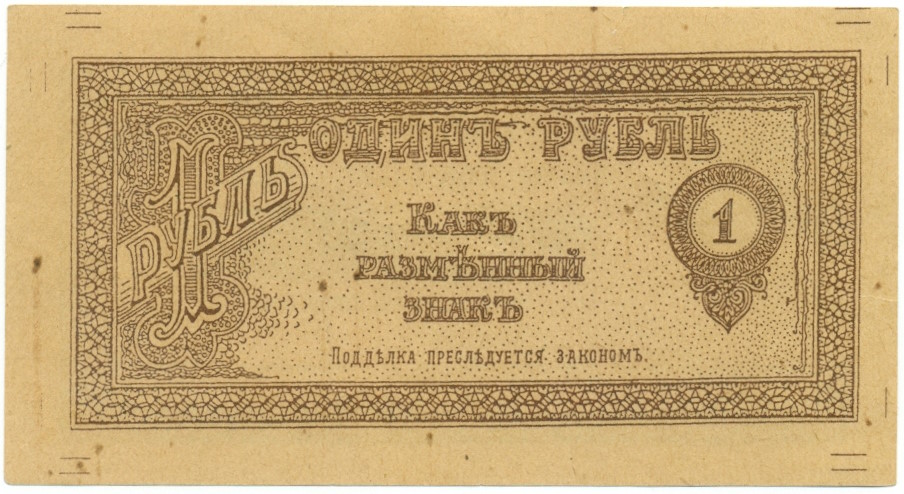 ОДИНЪ РУБЛЬ
1
РУБЛЬ
1
КАКЪ
РАЗМѢННЫЙ
ЗНАКЪ
ПОДДѢЛКА ПРЕСЛѢДУЕТСЯ ЗАКОНОМЪ.